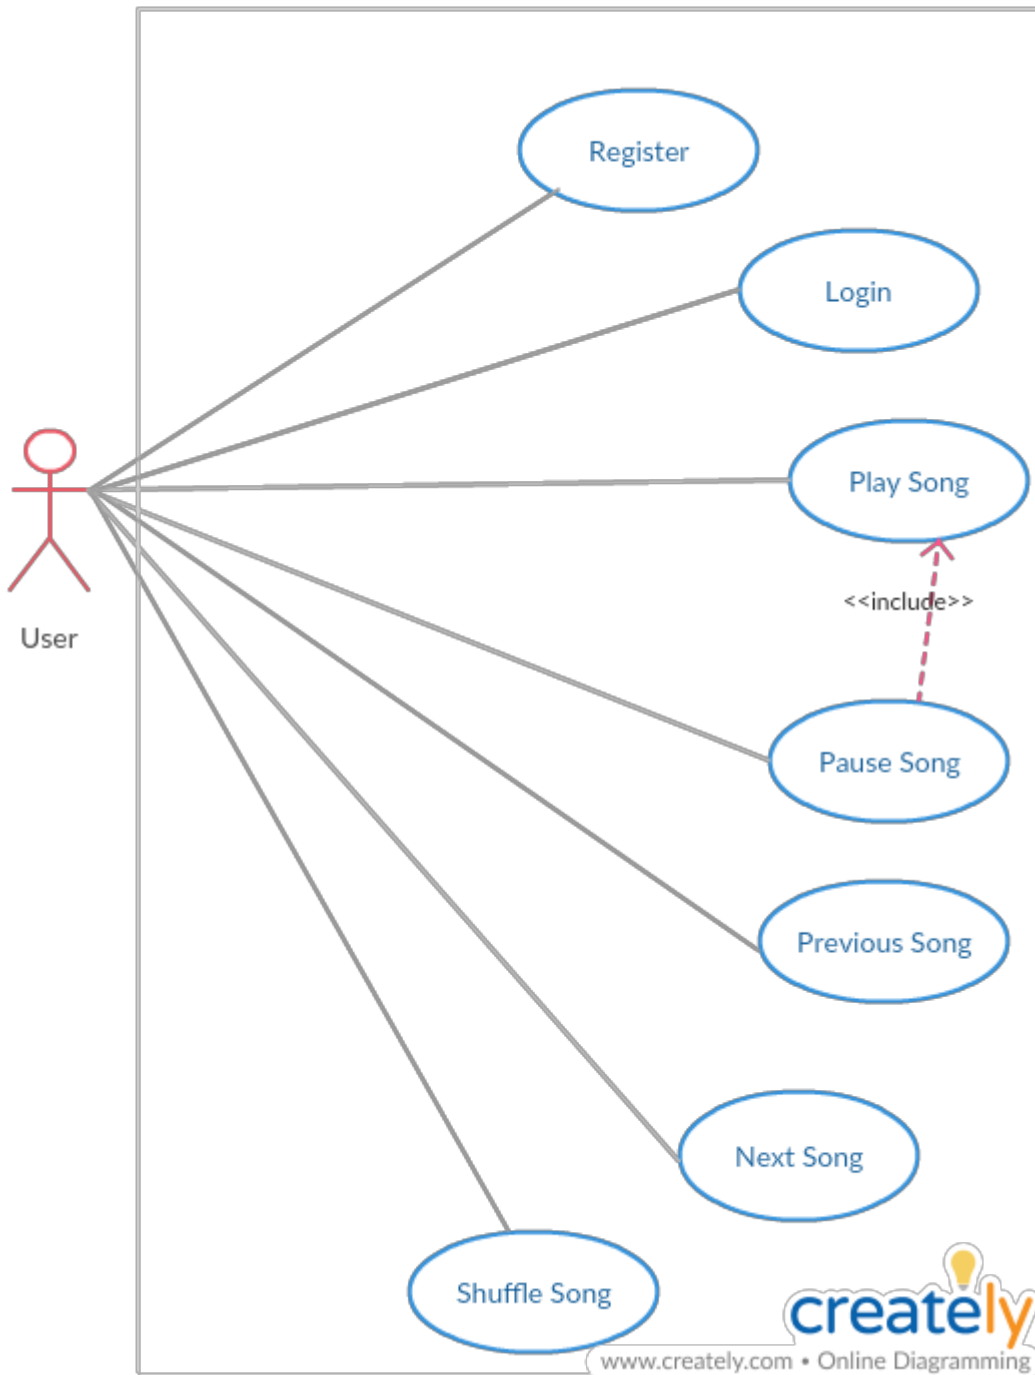 Register
Login
Play Song
<<include>>
User
Pause Song
Previous Song
Next Song
Shuffle Song
creately
www.creately.com • Online Diagramming